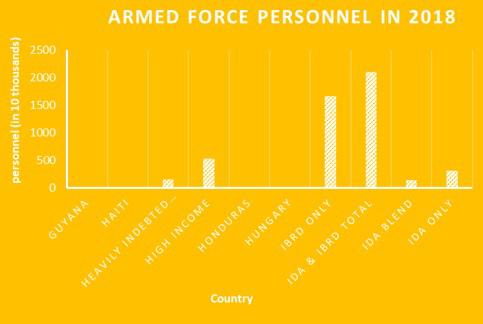 ARMED FORCE PERSONNEL IN 2018
personnel (in 10 thousands)
2500
2000
1500
1000
500
0
GUYANA
HAITI
HEAVILY INDEBTED...
HIGH INCOME
HONDURAS
HUNGARY
IBRD ONLY
IDA & IBRD TOTAL
IDA BLEND
IDA ONLY
Country